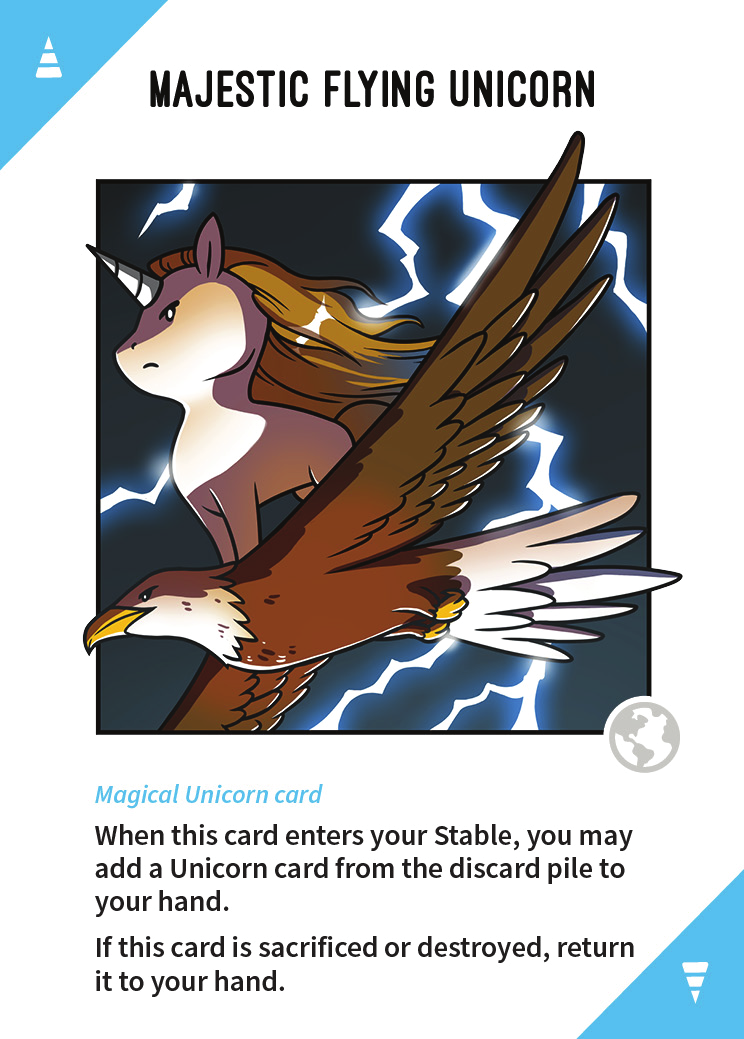 MAJESTIC FLYING UNICORN
Magical Unicorn card
When this card enters your Stable, you may
add a Unicorn card from the discard pile to
your hand.
If this card is sacrificed or destroyed, return
it to your hand.